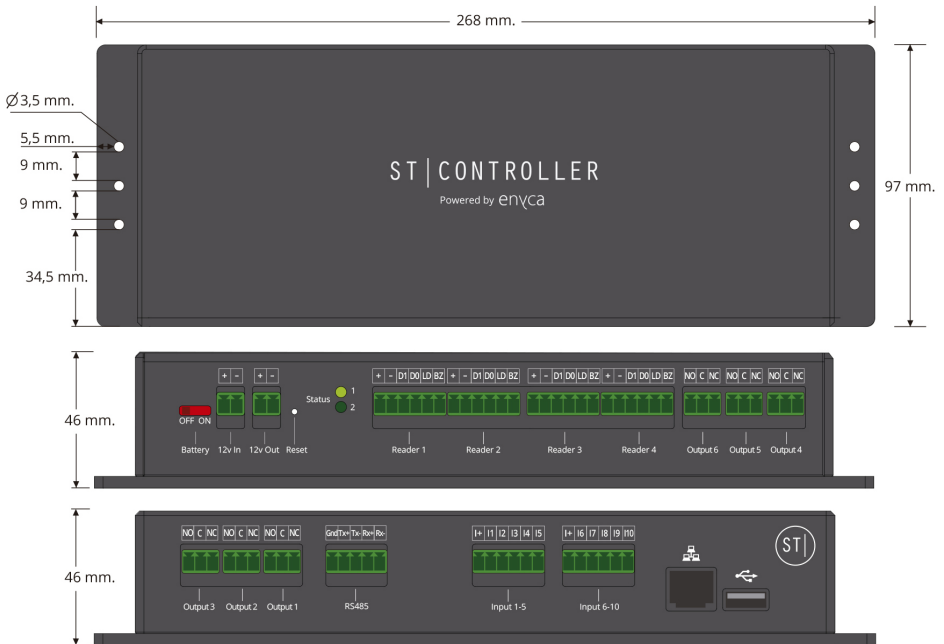 268 mm.
Ø3,5 mm.
5,5 mm.
9 mm.
9 mm.
34,5 mm.
97 mm.
ST|CONTROLLER
Powered by enyca
46 mm.
+ - + -
+ - D1 D0 LD BZ + - D1 D0 LD BZ + - D1 D0 LD BZ + - D1 D0 LD BZ
NO C NC NO C NC NO C NC
Status 1
2
OFF ON
Battery 12v In 12v Out Reset Reader 1 Reader 2 Reader 3 Reader 4 Output 6 Output 5 Output 4
46 mm.
NO C NC NO C NC NO C NC
Gnd Tx+ Tx- Rx+ Rx-
I+ I1 I2 I3 I4 I5
I+ I6 I7 I8 I9 I10
ST|
Output 3 Output 2 Output 1 RS485 Input 1-5 Input 6-10